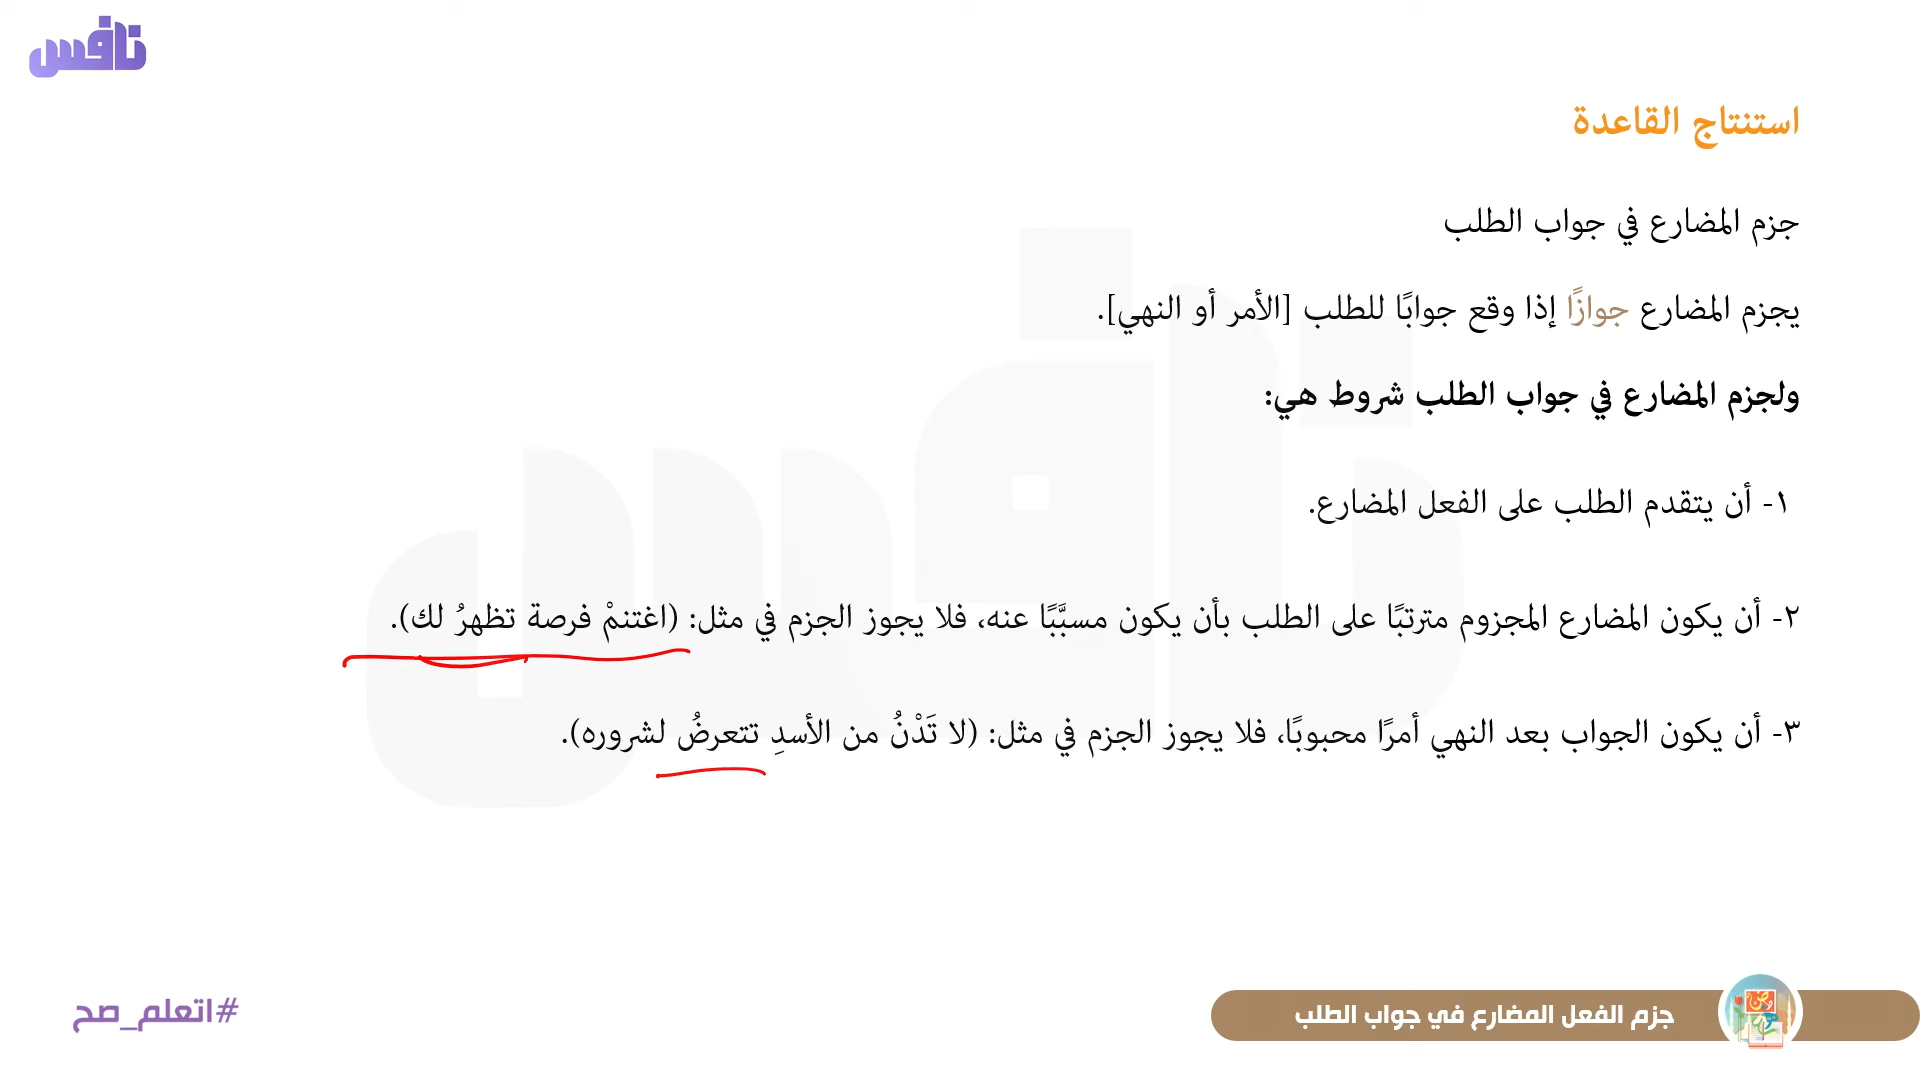 نافس
استنتاج القاعدة
جزم المضارع في جواب الطلب
يجزم المضارع جوازًا إذا وقع جوابًا للطلب [الأمر أو النهي].
ولجزم المضارع في جواب الطلب شروط هي:
١- أن يتقدم الطلب على الفعل المضارع.
٢- أن يكون المضارع المجزوم مترتبًا على الطلب بأن يكون مسبَّبًا عنه، فلا يجوز الجزم في مثل: (اغتنمْ فرصة تظهرُ لك).
٣- أن يكون الجواب بعد النهي أمرًا محبوبًا، فلا يجوز الجزم في مثل: (لا تَدْنُ من الأسدِ تتعرضُ لشروره).
جزم الفعل المضارع في جواب الطلب
#اتعلم_صح